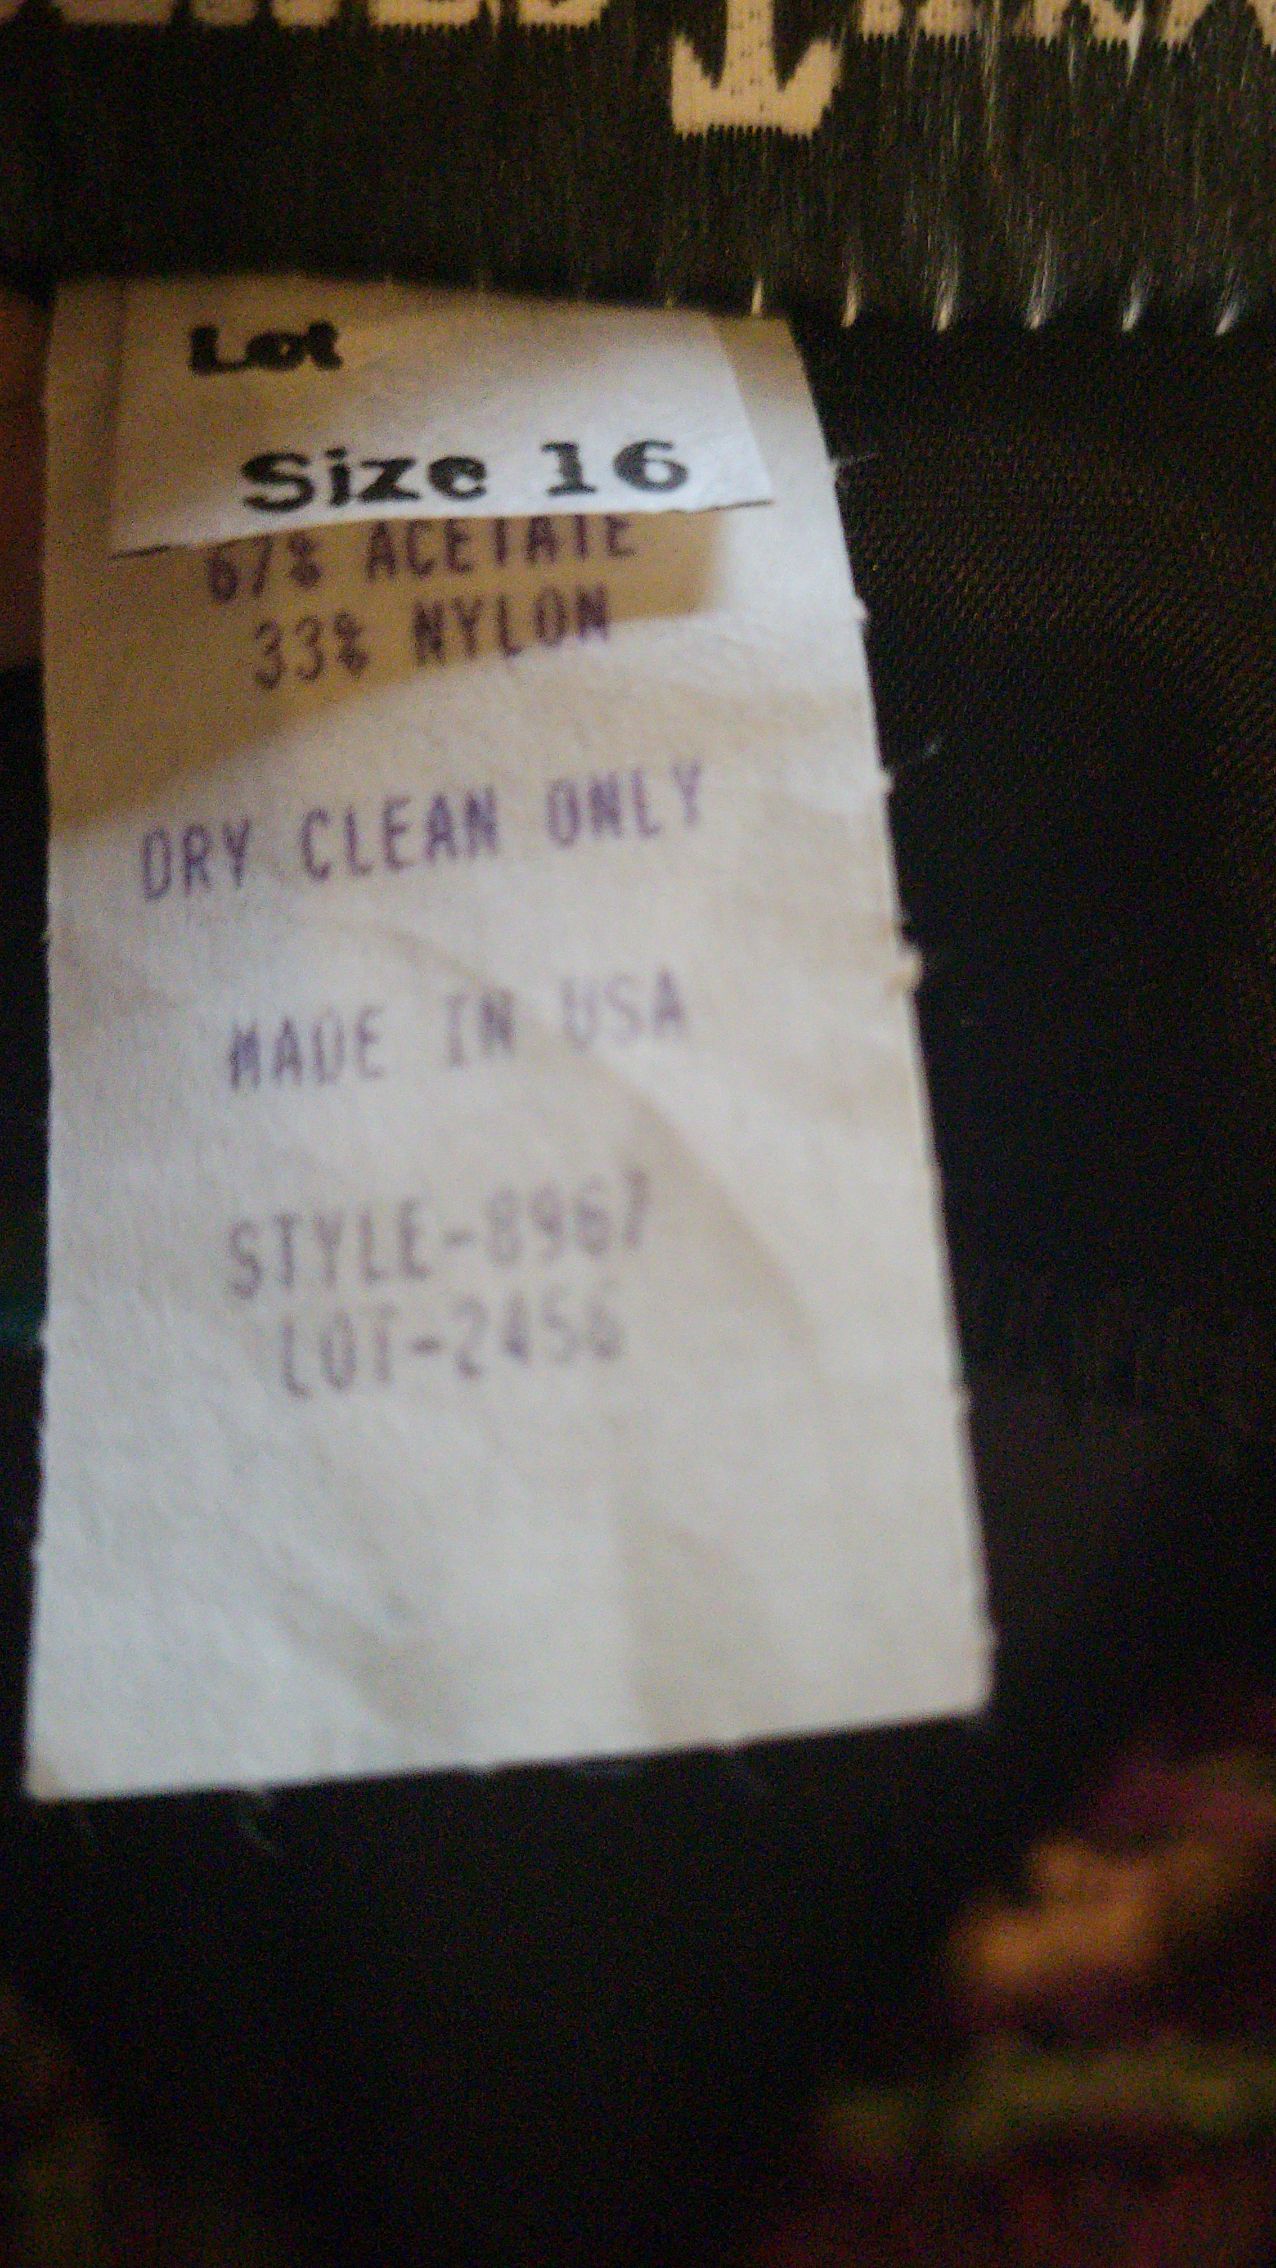 Lot
Size 16
67% ACETATE
33% NYLON
DRY CLEAN ONLY
MADE IN USA
STYLE-8967
LOT-2456